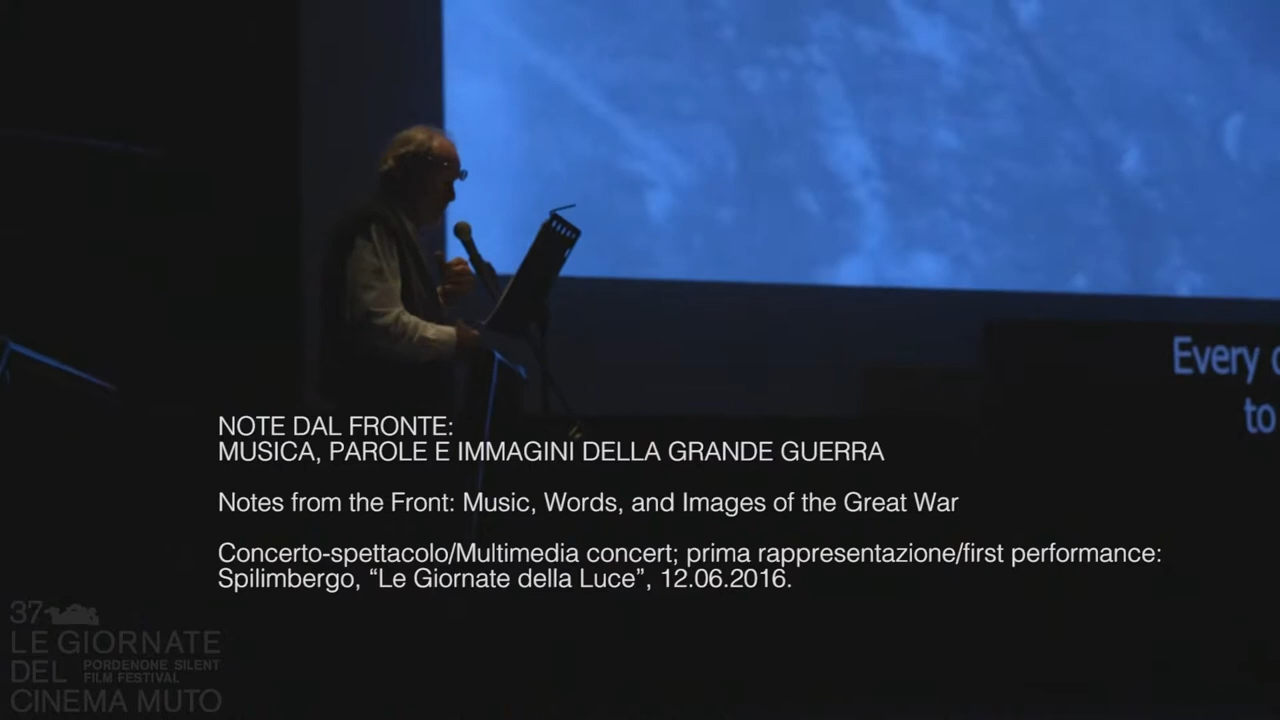 Every
to
NOTE DAL FRONTE:
MUSICA, PAROLE E IMMAGINI DELLA GRANDE GUERRA
Notes from the Front: Music, Words, and Images of the Great War
Concerto-spettacolo/Multimedia concert; prima rappresentazione/first performance:
Spilimbergo, “Le Giornate della Luce”, 12.06.2016.
37
LE GIORNATE
DEL PORDENONE SILENT
FILM FESTIVAL
CINEMA MUTO